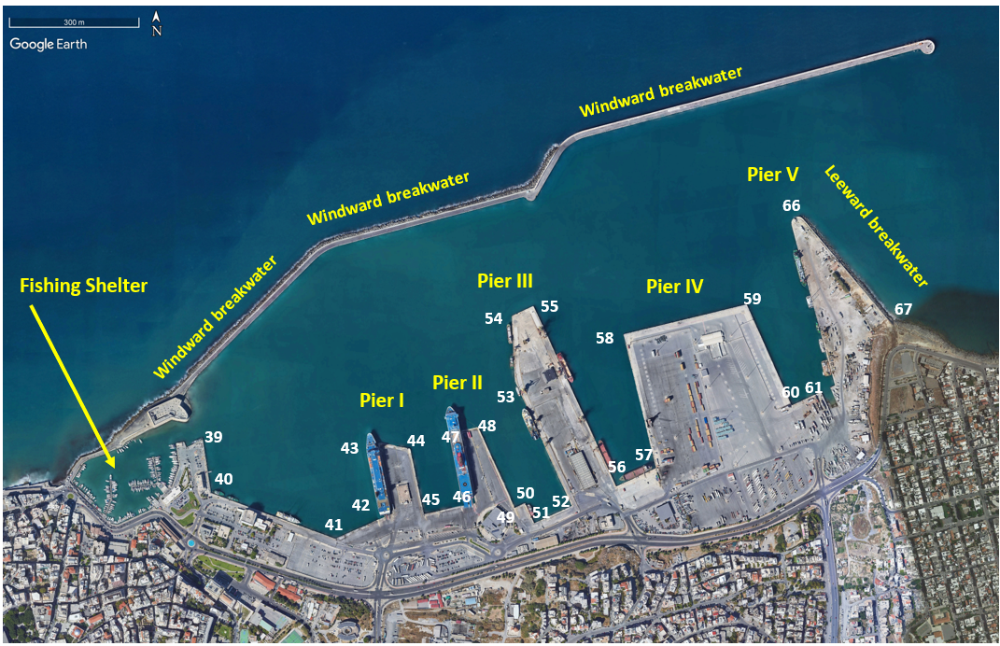 300 m
N
Google Earth
Windward breakwater
Pier V
66
Leeward breakwater
Windward breakwater
Fishing Shelter
Windward breakwater
Pier III
55
54
Pier IV
59
58
67
Pier I
Pier II
53
60
61
39
43
44
47
48
40
42
45
46
50
49
51
52
56
57
41